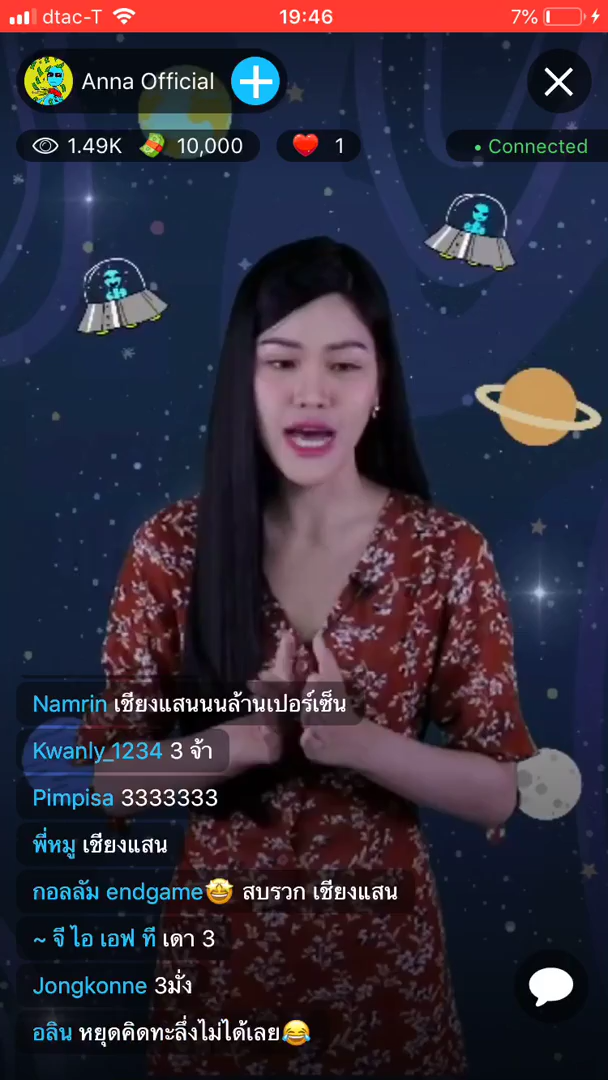 dtac-T 19:46 7%
Anna Official
1.49K 10,000 1 • Connected
Namrin เชียงแสนนนล้านเปอร์เซ็น
Kwanly_1234 3 จ้า
Pimpisa 3333333
พี่หมู เชียงแสน
กอลลัม endgame🤩 สบรวก เชียงแสน
~ จี ไอ เอฟ ที เดา 3
Jongkonne 3มั่ง
อลิน หยุดคิดทะลึ่งไม่ได้เลย😂